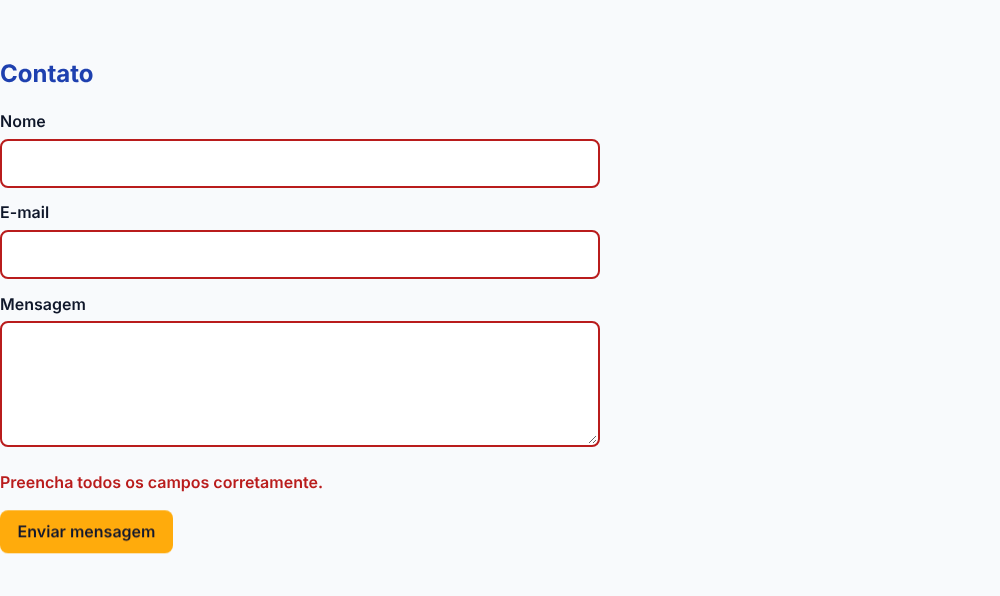 Contato
Nome
E-mail
Mensagem
Preencha todos os campos corretamente.
Enviar mensagem